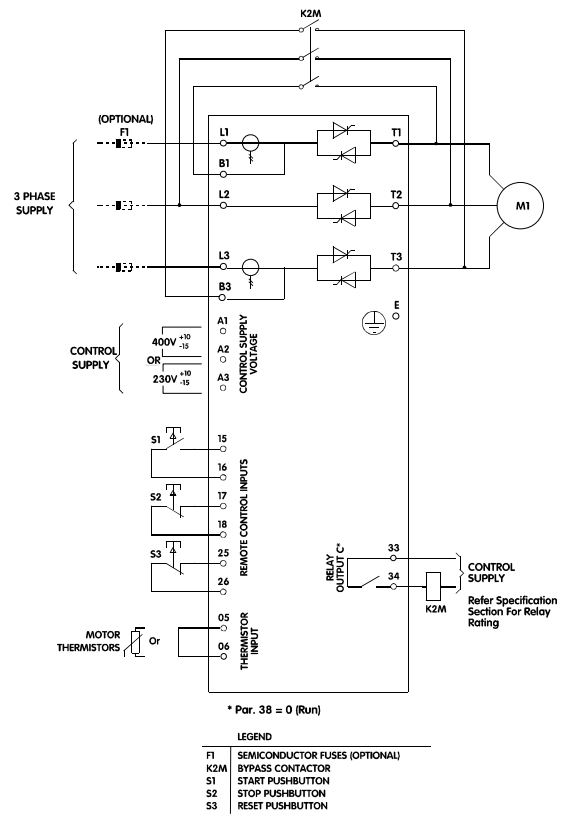 K2M
(OPTIONAL)
F1
L1
T1
B1
3 PHASE
SUPPLY
L2
T2
M1
L3
T3
B3
E
A1
400V +10 -15
A2
CONTROL
SUPPLY
OR
230V +10 -15
A3
CONTROL SUPPLY
VOLTAGE
S1
15
16
S2
17
18
S3
25
26
REMOTE CONTROL INPUTS
RELAY
OUTPUT C*
33
34
K2M
CONTROL
SUPPLY
Refer Specification
Section For Relay
Rating
MOTOR
THERMISTORS
Or
05
06
THERMISTOR
INPUT
* Par. 38 = 0 (Run)
LEGEND
F1 SEMICONDUCTOR FUSES (OPTIONAL)
K2M BYPASS CONTACTOR
S1 START PUSHBUTTON
S2 STOP PUSHBUTTON
S3 RESET PUSHBUTTON